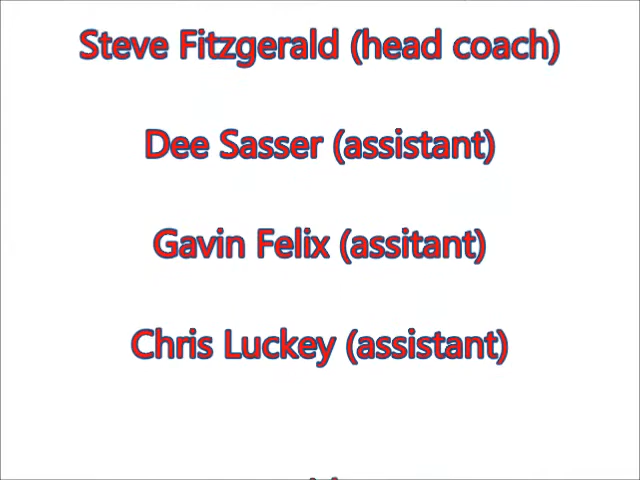 Steve Fitzgerald (head coach)
Dee Sasser (assistant)
Gavin Felix (assitant)
Chris Luckey (assistant)